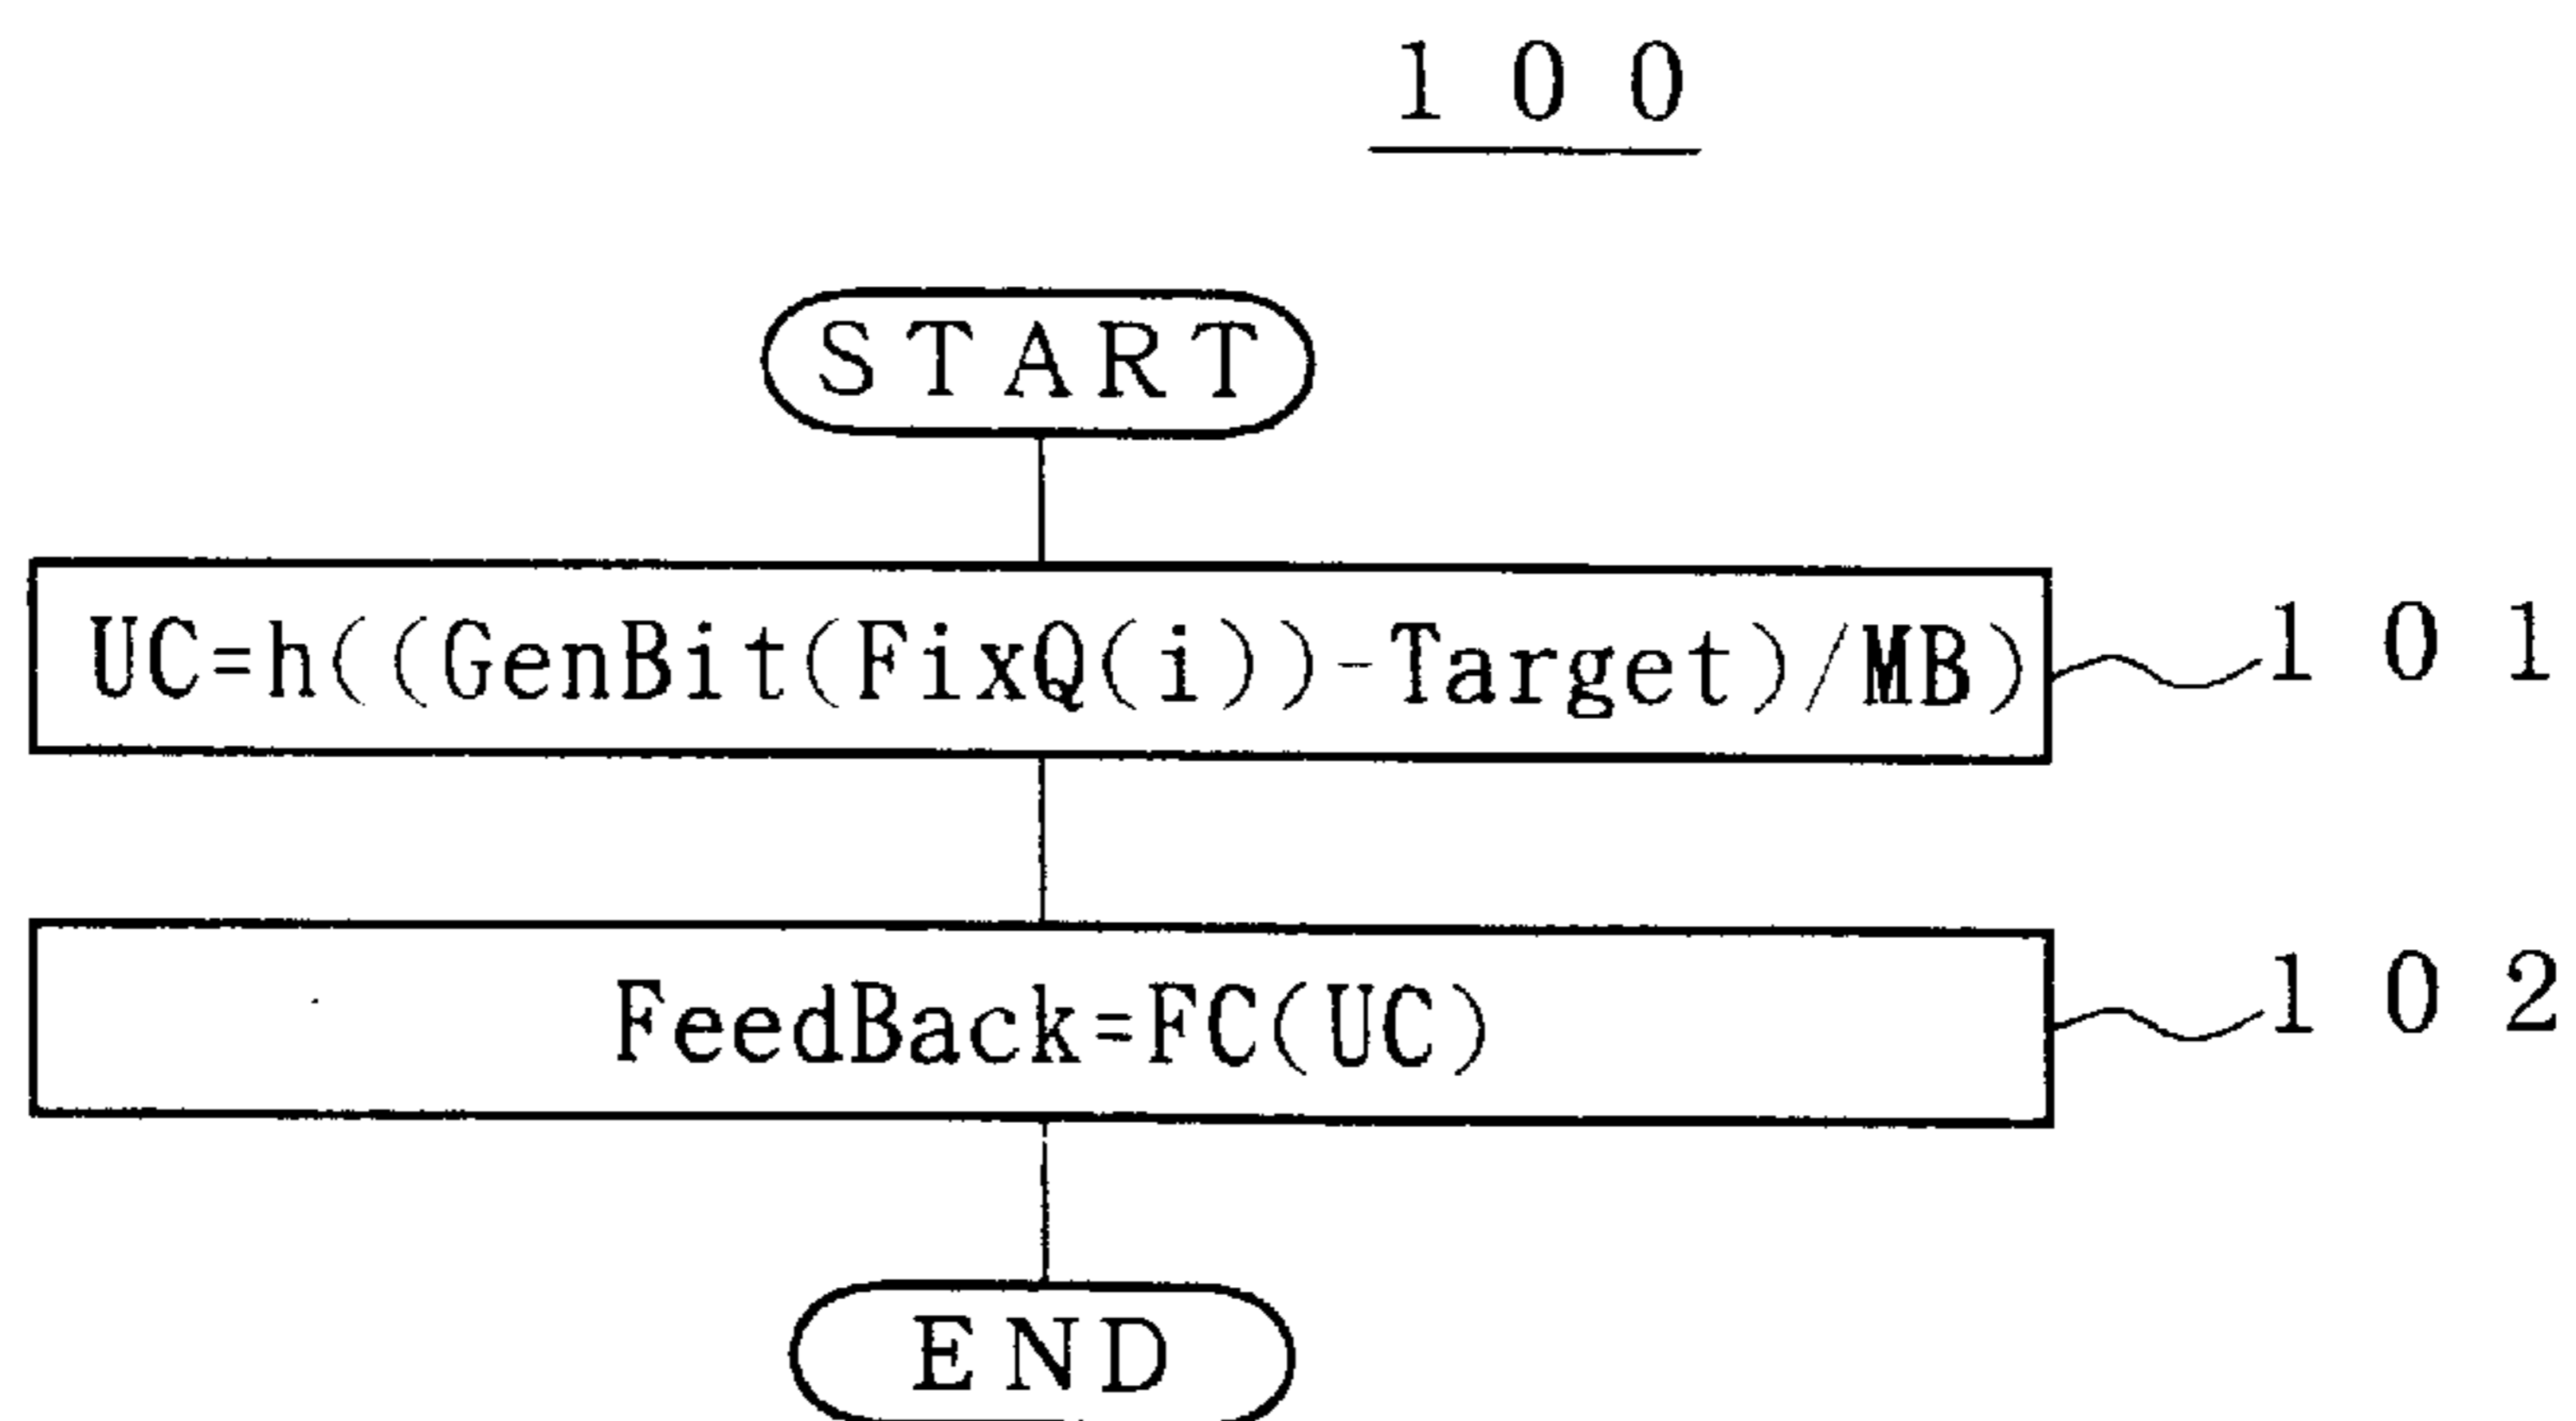 100
START
UC=h((GenBit(FixQ(i))-Target)/MB)
101
FeedBack=FC(UC)
102
END